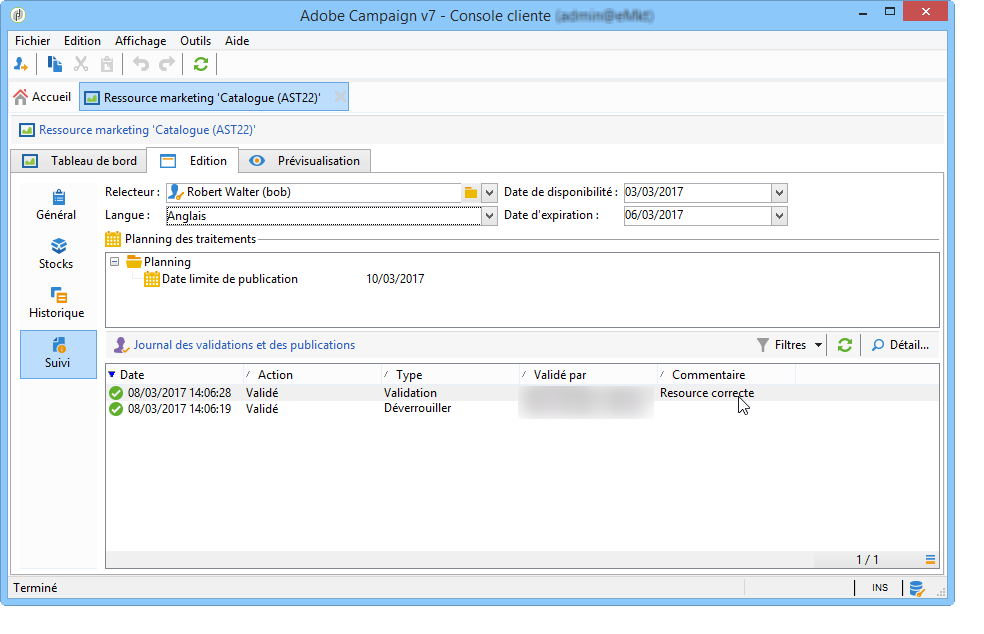 Adobe Campaign v7 - Console cliente
Fichier Edition Affichage Outils Aide
Accueil Ressource marketing 'Catalogue (AST22)'
Ressource marketing 'Catalogue (AST22)'
Tableau de bord Edition Prévisualisation
Général
Stocks
Historique
Suivi
Relecteur : Robert Walter (bob) Date de disponibilité : 03/03/2017
Langue : Anglais Date d'expiration : 06/03/2017
Planning des traitements
Planning
Date limite de publication 10/03/2017
Journal des validations et des publications Filtres Détail...
Date Action Type Validé par Commentaire
08/03/2017 14:06:28 Validé Validation Resource correcte
08/03/2017 14:06:19 Validé Déverrouiller
1 / 1
Terminé INS